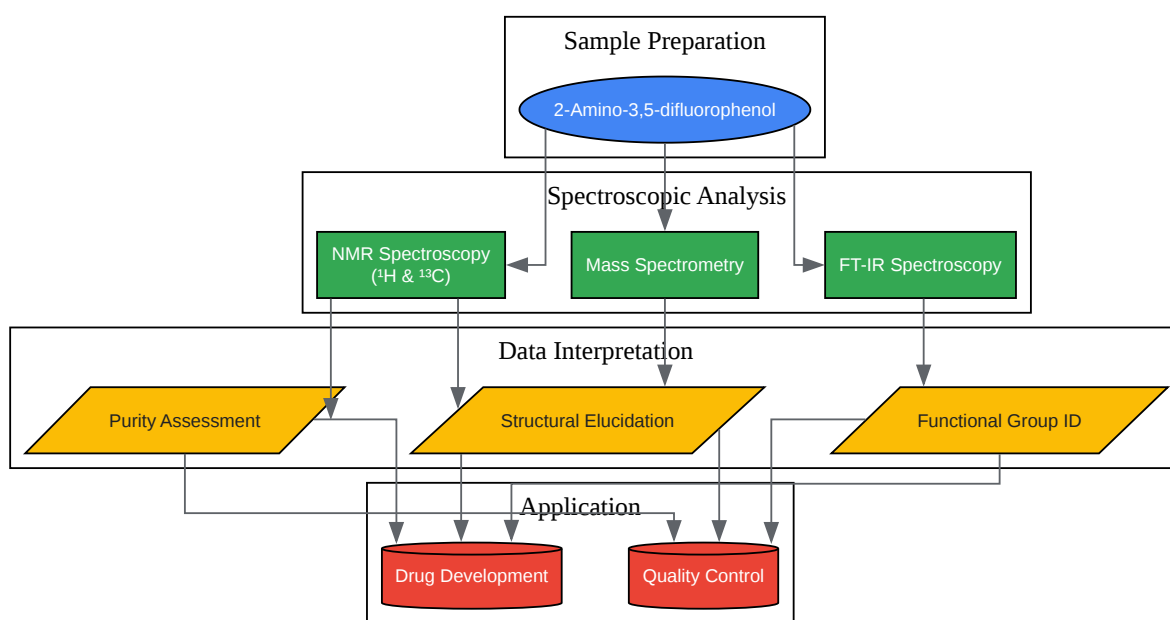 Sample Preparation
2-Amino-3,5-difluorophenol
Spectroscopic Analysis
NMR Spectroscopy
(¹H & ¹³C)
Mass Spectrometry
FT-IR Spectroscopy
Data Interpretation
Purity Assessment
Structural Elucidation
Functional Group ID
Application
Drug Development
Quality Control